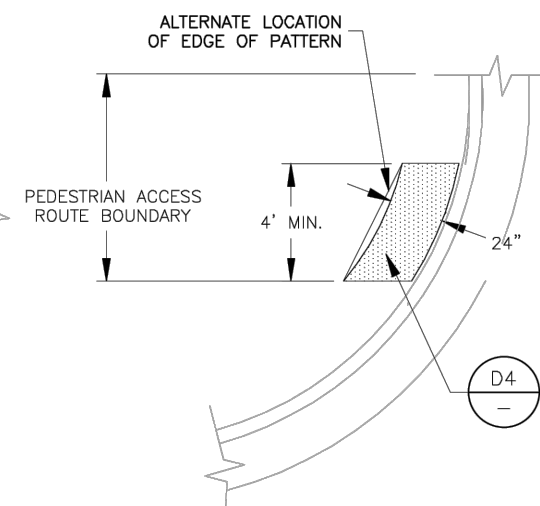 ALTERNATE LOCATION
OF EDGE OF PATTERN
PEDESTRIAN ACCESS
ROUTE BOUNDARY
4' MIN.
24"
D4
–